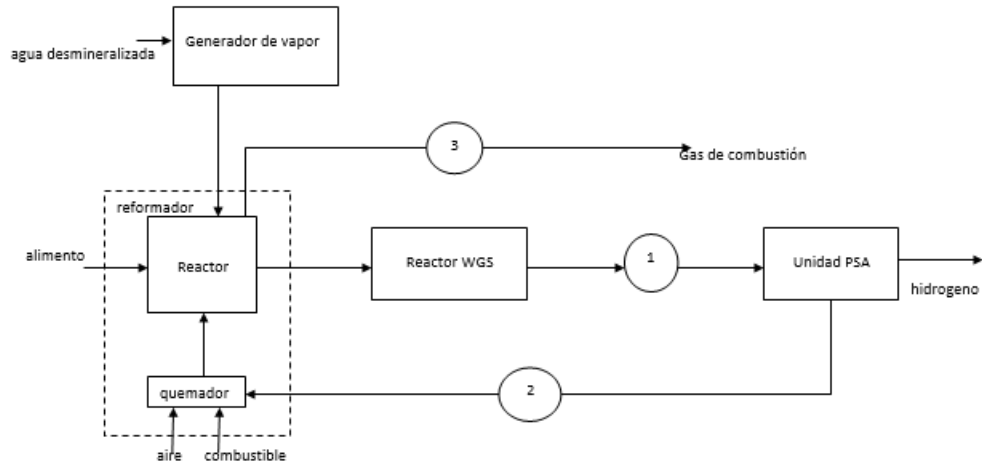 Generador de vapor
agua desmineralizada
3
Gas de combustión
reformador
alimento
Reactor
Reactor WGS
1
Unidad PSA
hidrogeno
quemador
2
aire
combustible